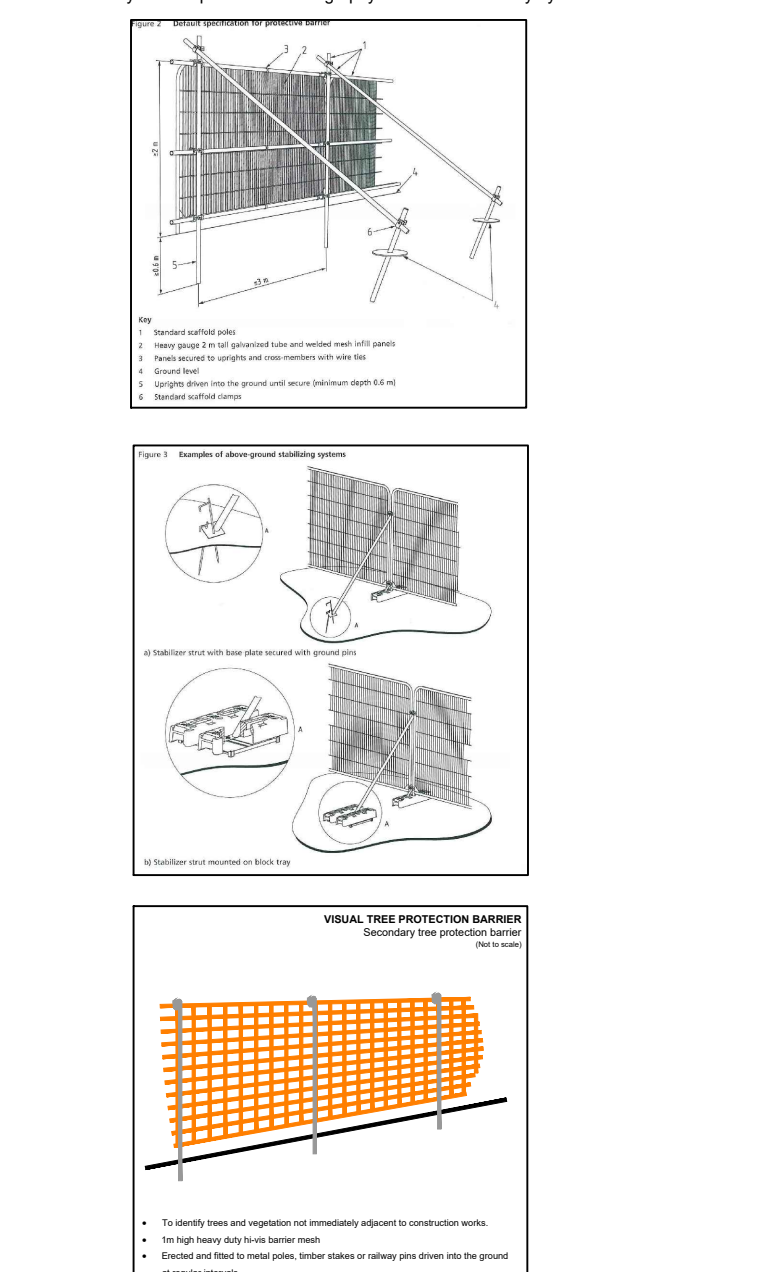 Figure 2 Default specification for protective barrier
3
2
1
≥2 m
4
6
5
≥0.6 m
≤3 m
4
Key
1 Standard scaffold poles
2 Heavy gauge 2 m tall galvanized tube and welded mesh infill panels
3 Panels secured to uprights and cross-members with wire ties
4 Ground level
5 Uprights driven into the ground until secure (minimum depth 0.6 m)
6 Standard scaffold clamps
Figure 3 Examples of above-ground stabilizing systems
A
A
a) Stabilizer strut with base plate secured with ground pins
A
A
b) Stabilizer strut mounted on block tray
VISUAL TREE PROTECTION BARRIER
Secondary tree protection barrier
(Not to scale)
• To identify trees and vegetation not immediately adjacent to construction works.
• 1m high heavy duty hi-vis barrier mesh
• Erected and fitted to metal poles, timber stakes or railway pins driven into the ground
at regular intervals